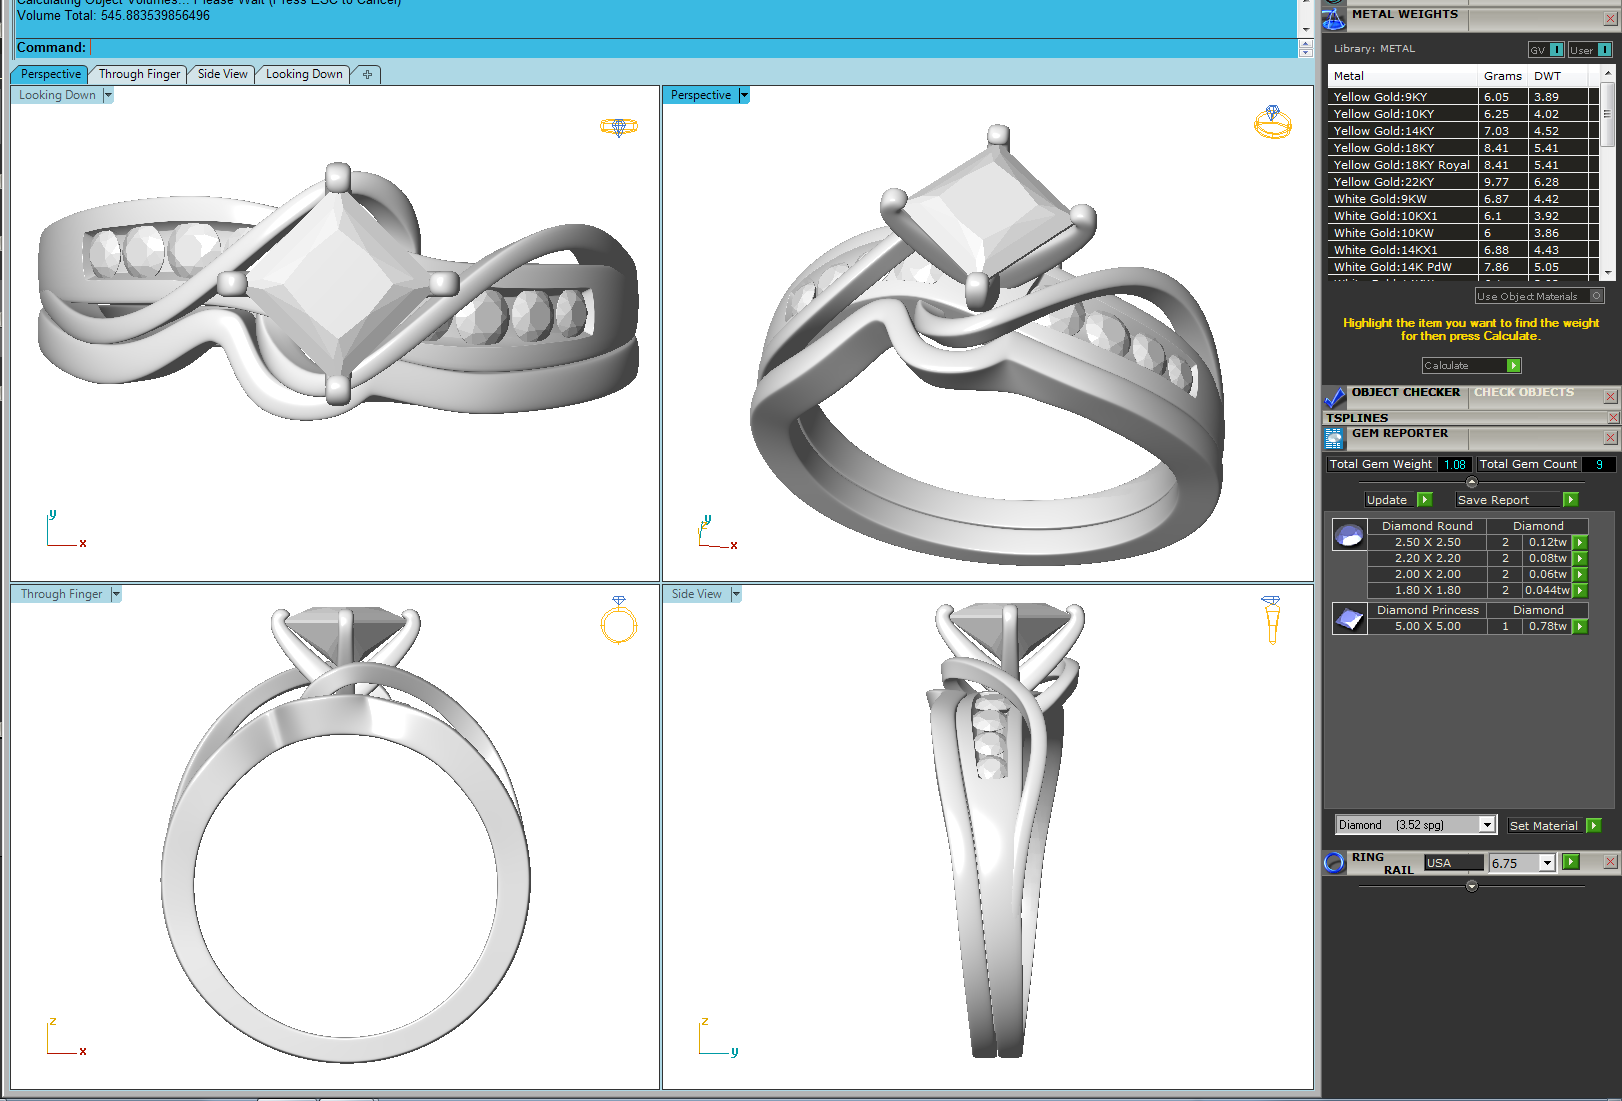 Calculating Object Volumes... Please Wait (Press ESC to Cancel)
Volume Total: 545.883539856496
Command:
Perspective
Through Finger
Side View
Looking Down
Looking Down
Perspective
y
x
y
x
Through Finger
Side View
z
x
z
y
METAL WEIGHTS
Library: METAL
GV
User
Metal Grams DWT
Yellow Gold:9KY 6.05 3.89
Yellow Gold:10KY 6.25 4.02
Yellow Gold:14KY 7.03 4.52
Yellow Gold:18KY 8.41 5.41
Yellow Gold:18KY Royal 8.41 5.41
Yellow Gold:22KY 9.77 6.28
White Gold:9KW 6.87 4.42
White Gold:10KX1 6.1 3.92
White Gold:10KW 6 3.86
White Gold:14KX1 6.88 4.43
White Gold:14K PdW 7.86 5.05
Use Object Materials
Highlight the item you want to find the weight
for then press Calculate.
Calculate
OBJECT CHECKER CHECK OBJECTS
TSPLINES
GEM REPORTER
Total Gem Weight 1.08 Total Gem Count 9
Update Save Report
Diamond Round Diamond
2.50 X 2.50 2 0.12tw
2.20 X 2.20 2 0.08tw
2.00 X 2.00 2 0.06tw
1.80 X 1.80 2 0.044tw
Diamond Princess Diamond
5.00 X 5.00 1 0.78tw
Diamond (3.52 spg) Set Material
RING RAIL USA 6.75